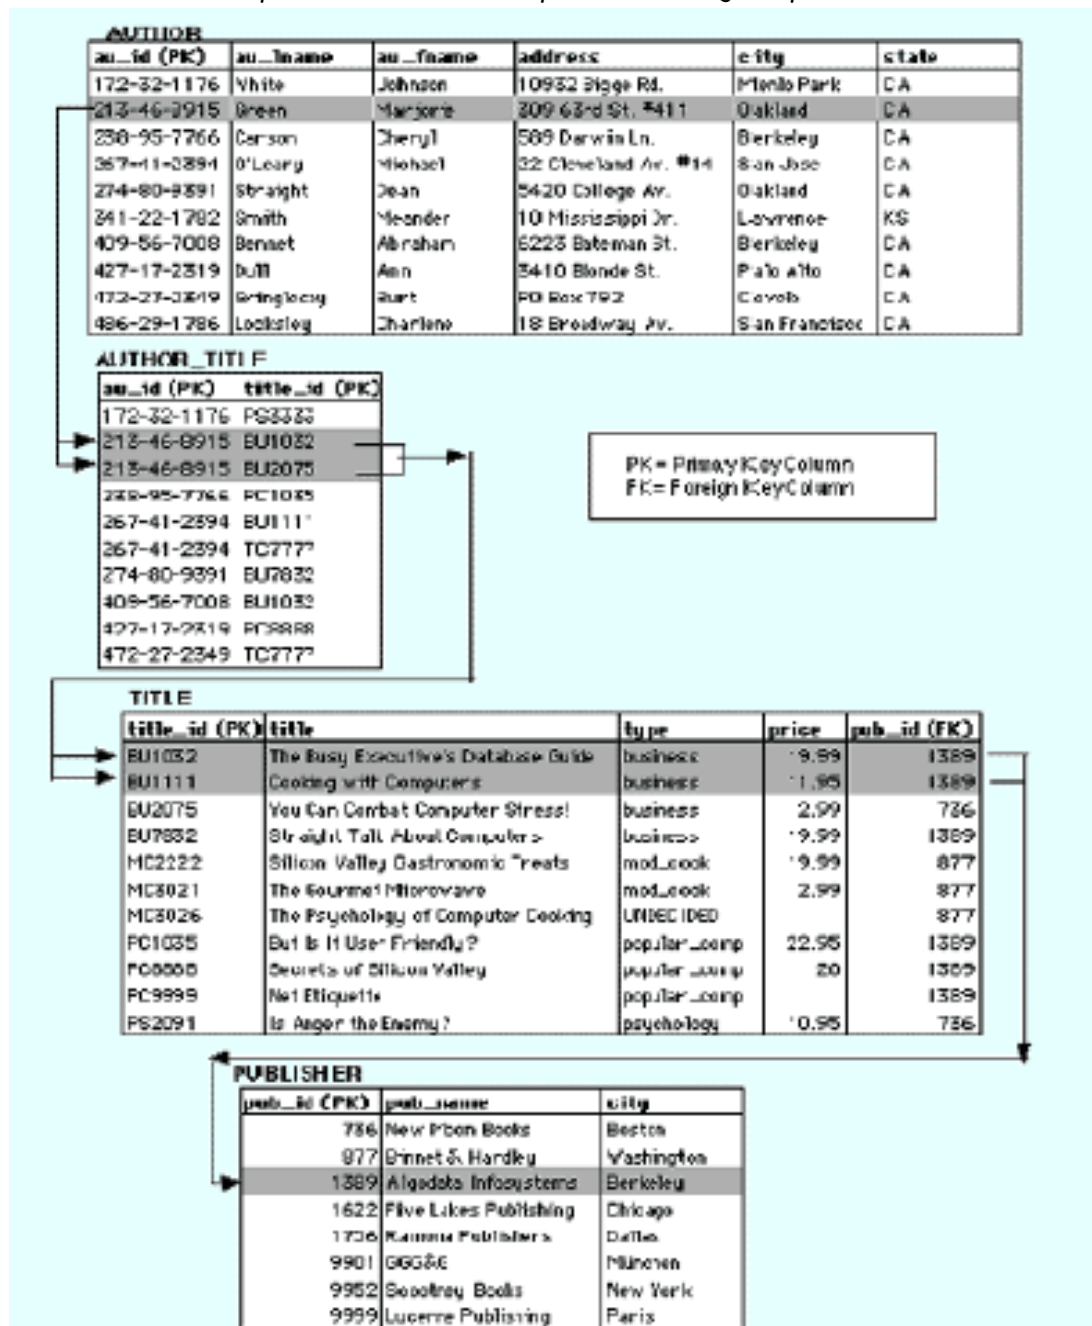 AUTHOR
au_id (PK) au_lname au_fname address city state
172-32-1176 White Johnson 10932 Bigge Rd. Menlo Park CA
213-46-8915 Green Marjorie 309 63rd St. #411 Oakland CA
238-95-7766 Carson Cheryl 589 Darwin Ln. Berkeley CA
267-41-2394 O'Leary Michael 22 Cleveland Av. #14 San Jose CA
274-80-9391 Straight Dean 5420 College Av. Oakland CA
341-22-1782 Smith Meander 10 Mississippi Dr. Lawrence KS
409-56-7008 Bennet Abraham 6223 Bateman St. Berkeley CA
427-17-2319 Dull Ann 3410 Blonde St. Palo Alto CA
472-27-2349 Gringlesby Burt PO Box 792 Covelo CA
486-29-1786 Locksley Charlene 18 Broadway Av. San Francisco CA
AUTHOR_TITLE
au_id (PK) title_id (PK)
172-32-1176 PS3333
213-46-8915 BU1032
213-46-8915 BU2075
238-95-7766 PC1035
267-41-2394 BU1111
267-41-2394 TC7777
274-80-9391 BU7832
409-56-7008 BU1032
427-17-2319 PC8888
472-27-2349 TC7777
PK = Primary Key Column
FK= Foreign Key Column
TITLE
title_id (PK) title type price pub_id (FK)
BU1032 The Busy Executive's Database Guide business 19.99 1389
BU1111 Cooking with Computers business 11.95 1389
BU2075 You Can Combat Computer Stress! business 2.99 736
BU7832 Straight Talk About Computers business 19.99 1389
MC2222 Silicon Valley Gastronomic Treats mod_cook 19.99 877
MC3021 The Gourmet Microwave mod_cook 2.99 877
MC3026 The Psychology of Computer Cooking UNDECIDED 877
PC1035 But Is It User Friendly? popular_comp 22.95 1389
PC8888 Secrets of Silicon Valley popular_comp 20 1389
PC9999 Net Etiquette popular_comp 1389
PS2091 Is Anger the Enemy? psychology 10.95 736
PUBLISHER
pub_id (PK) pub_name city
736 New Moon Books Boston
877 Binnet & Hardley Washington
1389 Algodata Infosystems Berkeley
1622 Five Lakes Publishing Chicago
1756 Ramona Publishers Dallas
9901 GGG&G München
9952 Scootney Books New York
9999 Lucerne Publishing Paris